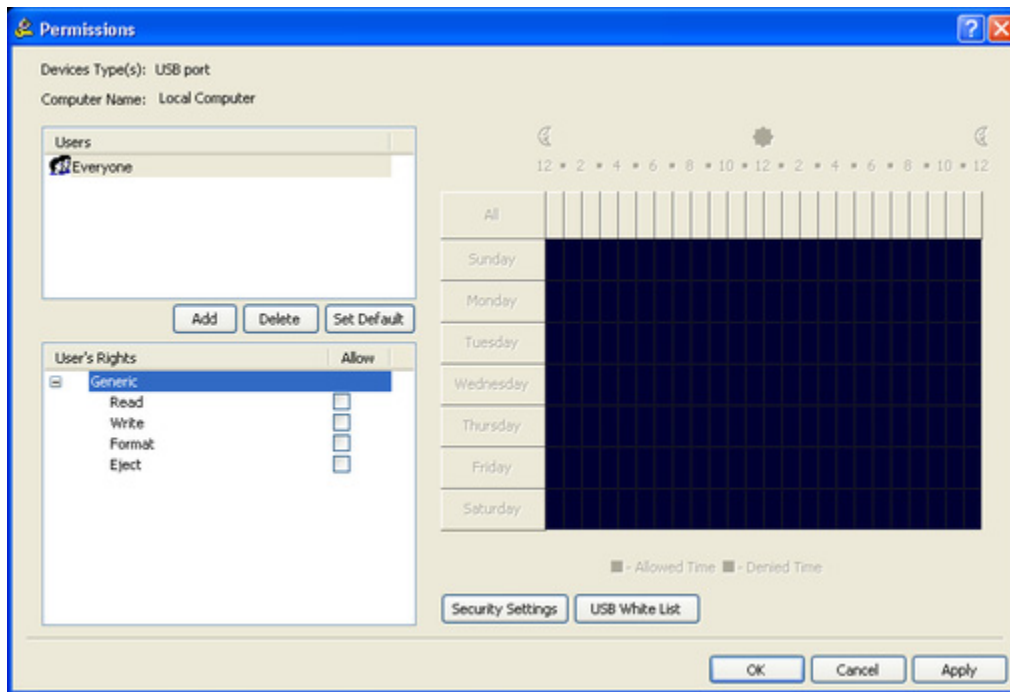 Permissions
Devices Type(s): USB port
Computer Name: Local Computer
Users
Everyone
Add Delete Set Default
User's Rights Allow
Generic
Read
Write
Format
Eject
12 • 2 • 4 • 6 • 8 • 10 • 12 • 2 • 4 • 6 • 8 • 10 • 12
All
Sunday
Monday
Tuesday
Wednesday
Thursday
Friday
Saturday
- Allowed Time - Denied Time
Security Settings USB White List
OK Cancel Apply